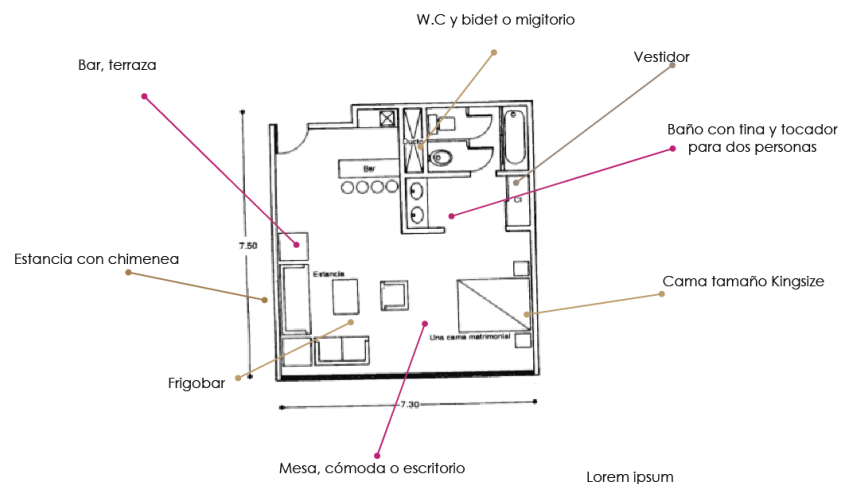 W.C y bidet o migitorio
Bar, terraza
Vestidor
Baño con tina y tocador
para dos personas
Ducto
Bar
Cl
7.50
Estancia con chimenea
Estancia
Cama tamaño Kingsize
Una cama matrimonial
Frigobar
7.30
Mesa, cómoda o escritorio
Lorem ipsum